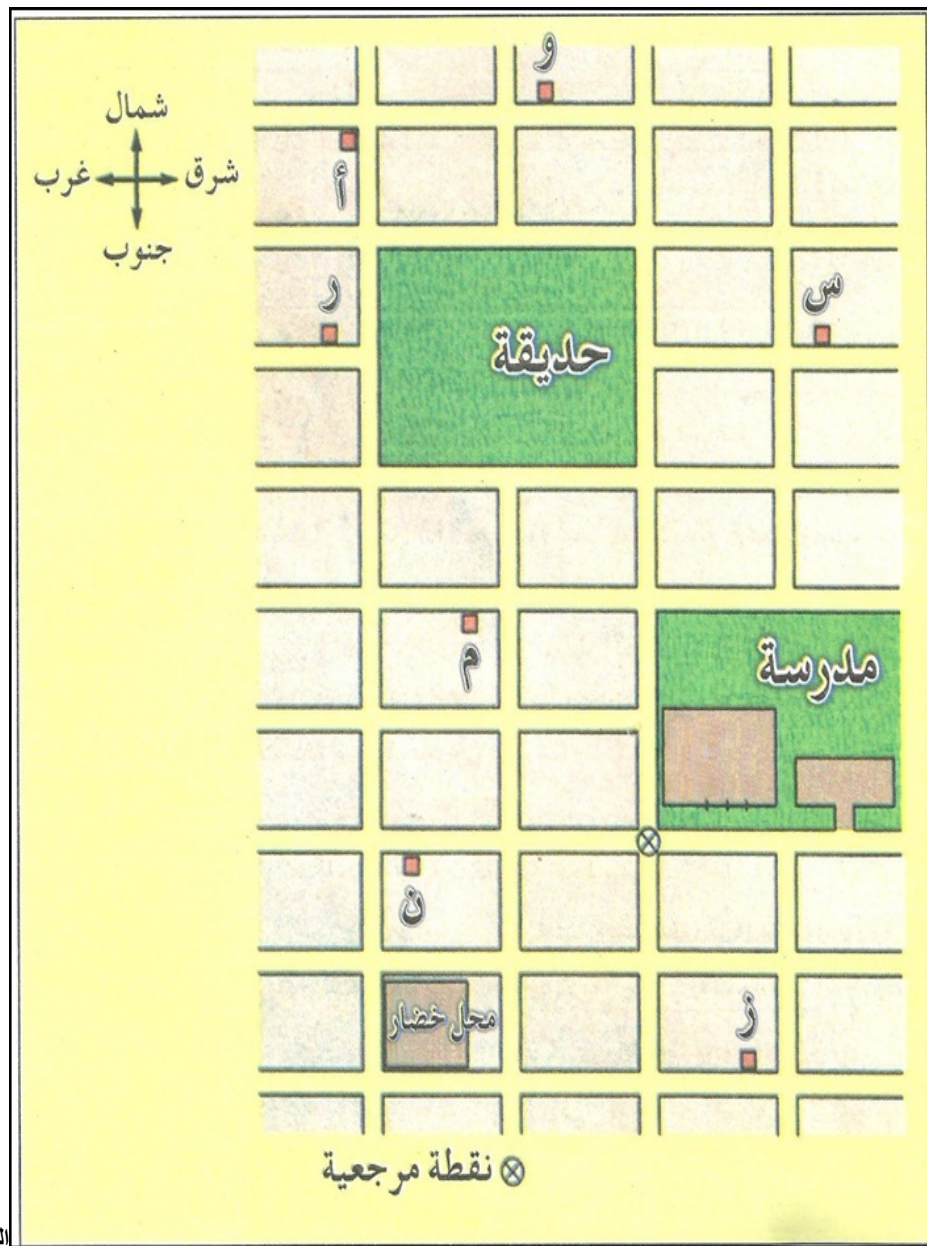 شمال
شرق
غرب
جنوب
و
أ
ر
س
حديقة
م
مدرسة
ن
محل خضار
ز
نقطة مرجعية